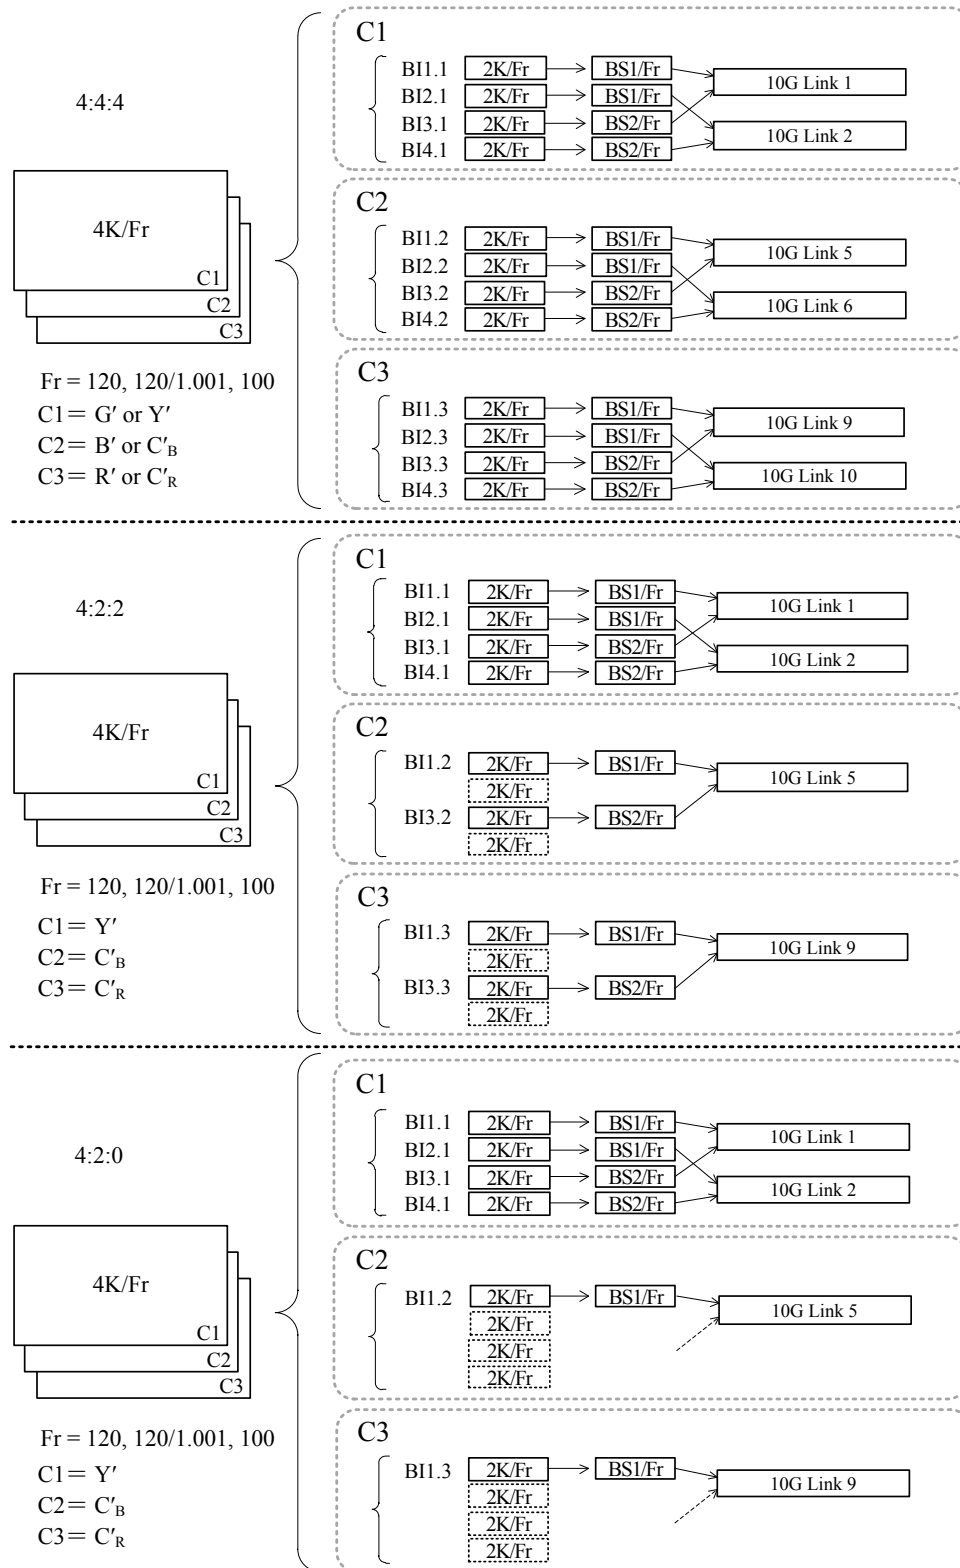 4:4:4
4K/Fr
C1
C2
C3
Fr = 120, 120/1.001, 100
C1= G′ or Y′
C2= B′ or C′B
C3= R′ or C′R
C1
BI1.1 2K/Fr BS1/Fr
BI2.1 2K/Fr BS1/Fr
BI3.1 2K/Fr BS2/Fr
BI4.1 2K/Fr BS2/Fr
10G Link 1
10G Link 2
C2
BI1.2 2K/Fr BS1/Fr
BI2.2 2K/Fr BS1/Fr
BI3.2 2K/Fr BS2/Fr
BI4.2 2K/Fr BS2/Fr
10G Link 5
10G Link 6
C3
BI1.3 2K/Fr BS1/Fr
BI2.3 2K/Fr BS1/Fr
BI3.3 2K/Fr BS2/Fr
BI4.3 2K/Fr BS2/Fr
10G Link 9
10G Link 10
4:2:2
4K/Fr
C1
C2
C3
Fr = 120, 120/1.001, 100
C1= Y′
C2= C′B
C3= C′R
C1
BI1.1 2K/Fr BS1/Fr
BI2.1 2K/Fr BS1/Fr
BI3.1 2K/Fr BS2/Fr
BI4.1 2K/Fr BS2/Fr
10G Link 1
10G Link 2
C2
BI1.2 2K/Fr BS1/Fr
2K/Fr
BI3.2 2K/Fr BS2/Fr
2K/Fr
10G Link 5
C3
BI1.3 2K/Fr BS1/Fr
2K/Fr
BI3.3 2K/Fr BS2/Fr
2K/Fr
10G Link 9
4:2:0
4K/Fr
C1
C2
C3
Fr = 120, 120/1.001, 100
C1= Y′
C2= C′B
C3= C′R
C1
BI1.1 2K/Fr BS1/Fr
BI2.1 2K/Fr BS1/Fr
BI3.1 2K/Fr BS2/Fr
BI4.1 2K/Fr BS2/Fr
10G Link 1
10G Link 2
C2
BI1.2 2K/Fr BS1/Fr
2K/Fr
2K/Fr
2K/Fr
10G Link 5
C3
BI1.3 2K/Fr BS1/Fr
2K/Fr
2K/Fr
2K/Fr
10G Link 9